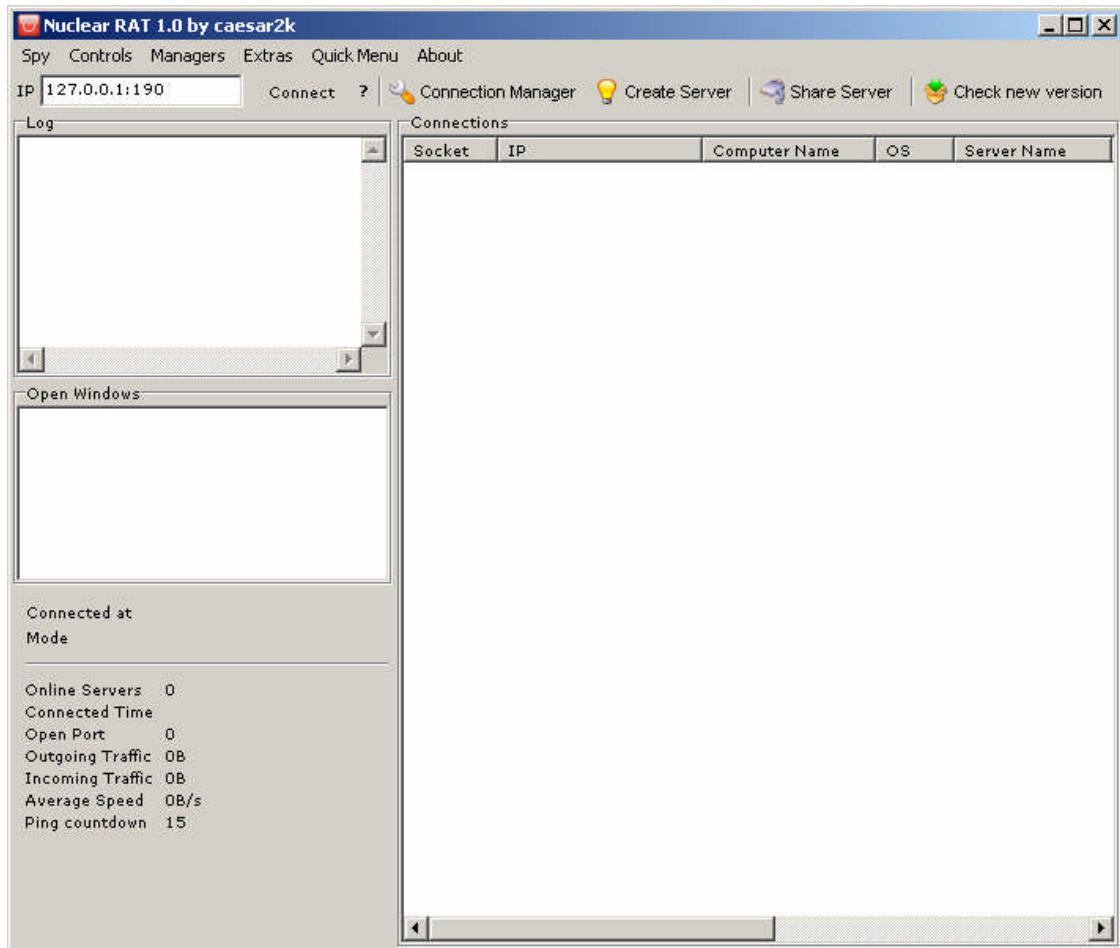 Nuclear RAT 1.0 by caesar2k
Spy Controls Managers Extras Quick Menu About
IP 127.0.0.1:190 Connect ? Connection Manager Create Server Share Server Check new version
Log
Connections
Socket IP Computer Name OS Server Name
Open Windows
Connected at
Mode
Online Servers 0
Connected Time
Open Port 0
Outgoing Traffic 0B
Incoming Traffic 0B
Average Speed 0B/s
Ping countdown 15